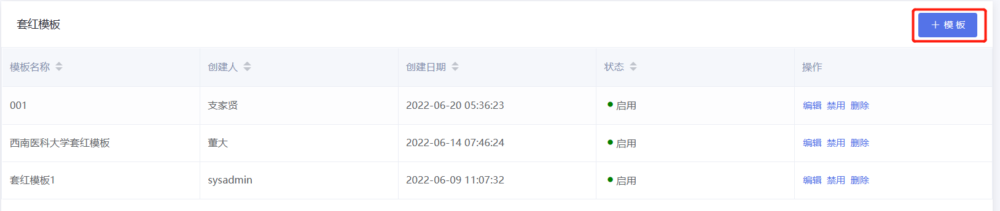 套红模板
+ 模 板
模板名称 创建人 创建日期 状态 操作
001 支家贤 2022-06-20 05:36:23 启用 编辑 禁用 删除
西南医科大学套红模板 董大 2022-06-14 07:46:24 启用 编辑 禁用 删除
套红模板1 sysadmin 2022-06-09 11:07:32 启用 编辑 禁用 删除